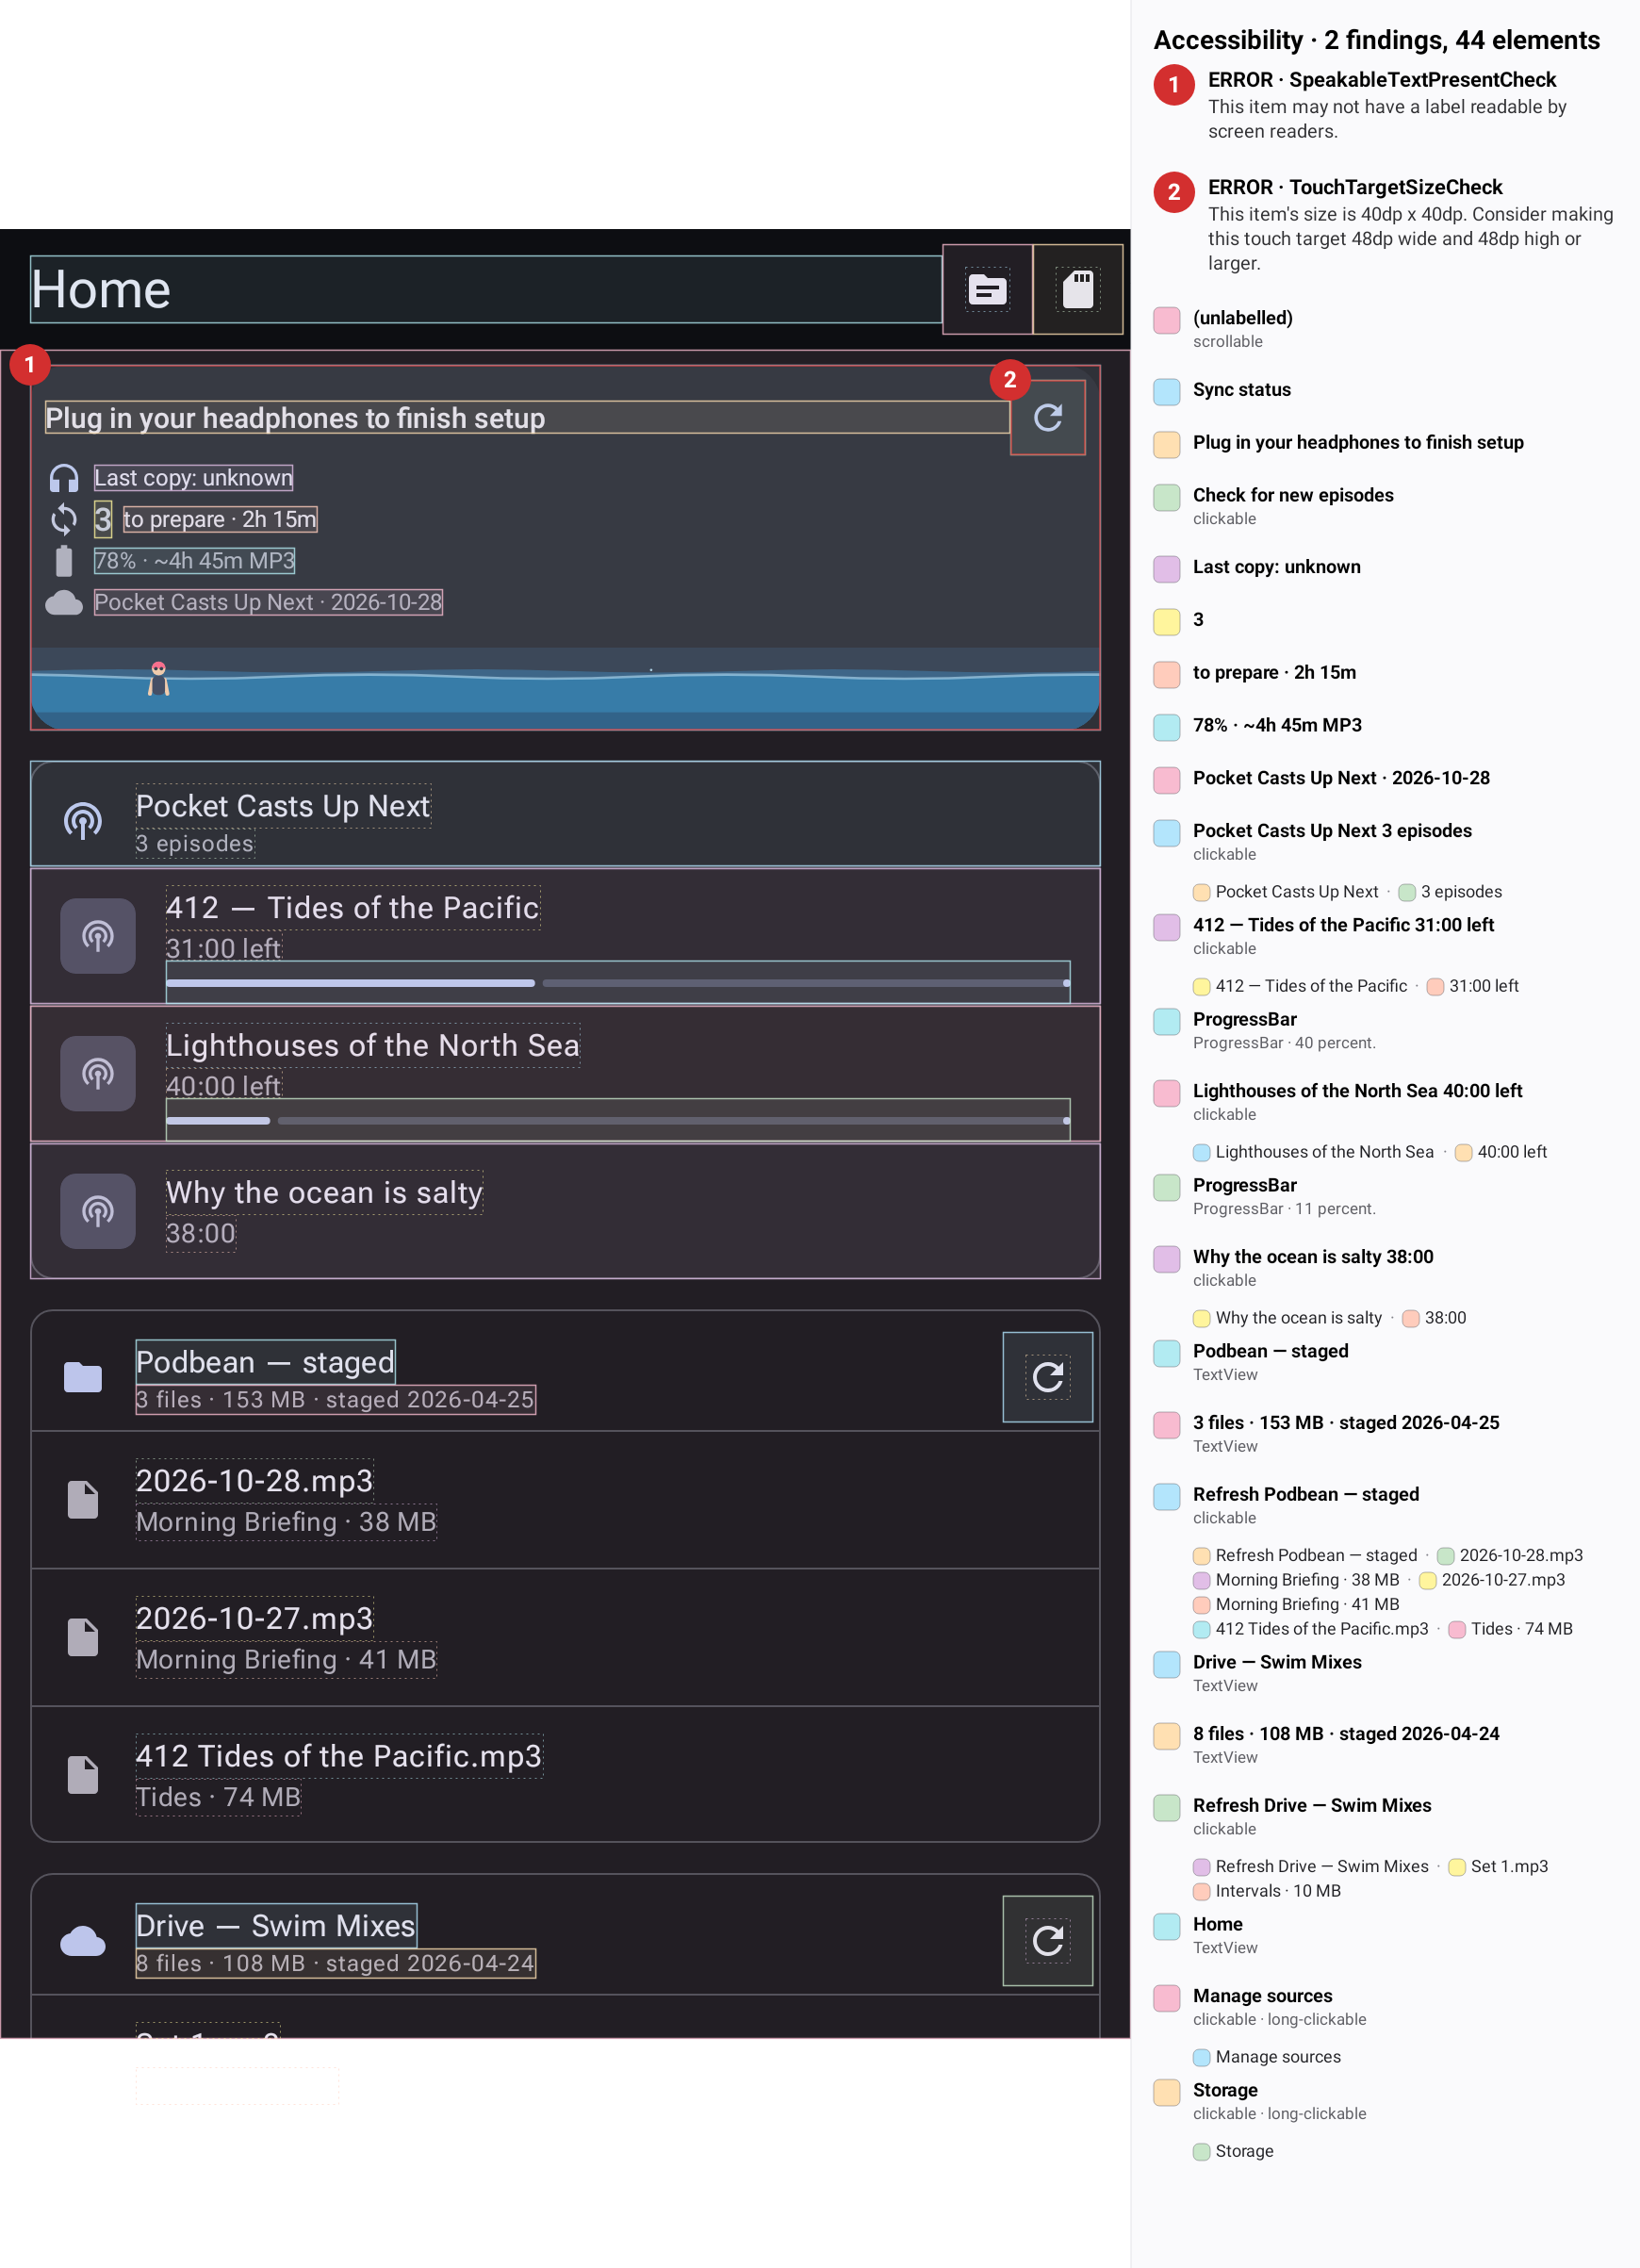 Home
1
2
Plug in your headphones to finish setup
Last copy: unknown
3 to prepare · 2h 15m
78% · ~4h 45m MP3
Pocket Casts Up Next · 2026-10-28
Pocket Casts Up Next
3 episodes
412 — Tides of the Pacific
31:00 left
Lighthouses of the North Sea
40:00 left
Why the ocean is salty
38:00
Podbean — staged
3 files · 153 MB · staged 2026-04-25
2026-10-28.mp3
Morning Briefing · 38 MB
2026-10-27.mp3
Morning Briefing · 41 MB
412 Tides of the Pacific.mp3
Tides · 74 MB
Drive — Swim Mixes
8 files · 108 MB · staged 2026-04-24
Accessibility · 2 findings, 44 elements
1 ERROR · SpeakableTextPresentCheck
This item may not have a label readable by
screen readers.
2 ERROR · TouchTargetSizeCheck
This item's size is 40dp x 40dp. Consider making
this touch target 48dp wide and 48dp high or
larger.
(unlabelled)
scrollable
Sync status
Plug in your headphones to finish setup
Check for new episodes
clickable
Last copy: unknown
3
to prepare · 2h 15m
78% · ~4h 45m MP3
Pocket Casts Up Next · 2026-10-28
Pocket Casts Up Next 3 episodes
clickable
Pocket Casts Up Next · 3 episodes
412 — Tides of the Pacific 31:00 left
clickable
412 — Tides of the Pacific · 31:00 left
ProgressBar
ProgressBar · 40 percent.
Lighthouses of the North Sea 40:00 left
clickable
Lighthouses of the North Sea · 40:00 left
ProgressBar
ProgressBar · 11 percent.
Why the ocean is salty 38:00
clickable
Why the ocean is salty · 38:00
Podbean — staged
TextView
3 files · 153 MB · staged 2026-04-25
TextView
Refresh Podbean — staged
clickable
Refresh Podbean — staged · 2026-10-28.mp3
Morning Briefing · 38 MB · 2026-10-27.mp3
Morning Briefing · 41 MB
412 Tides of the Pacific.mp3 · Tides · 74 MB
Drive — Swim Mixes
TextView
8 files · 108 MB · staged 2026-04-24
TextView
Refresh Drive — Swim Mixes
clickable
Refresh Drive — Swim Mixes · Set 1.mp3
Intervals · 10 MB
Home
TextView
Manage sources
clickable · long-clickable
Manage sources
Storage
clickable · long-clickable
Storage